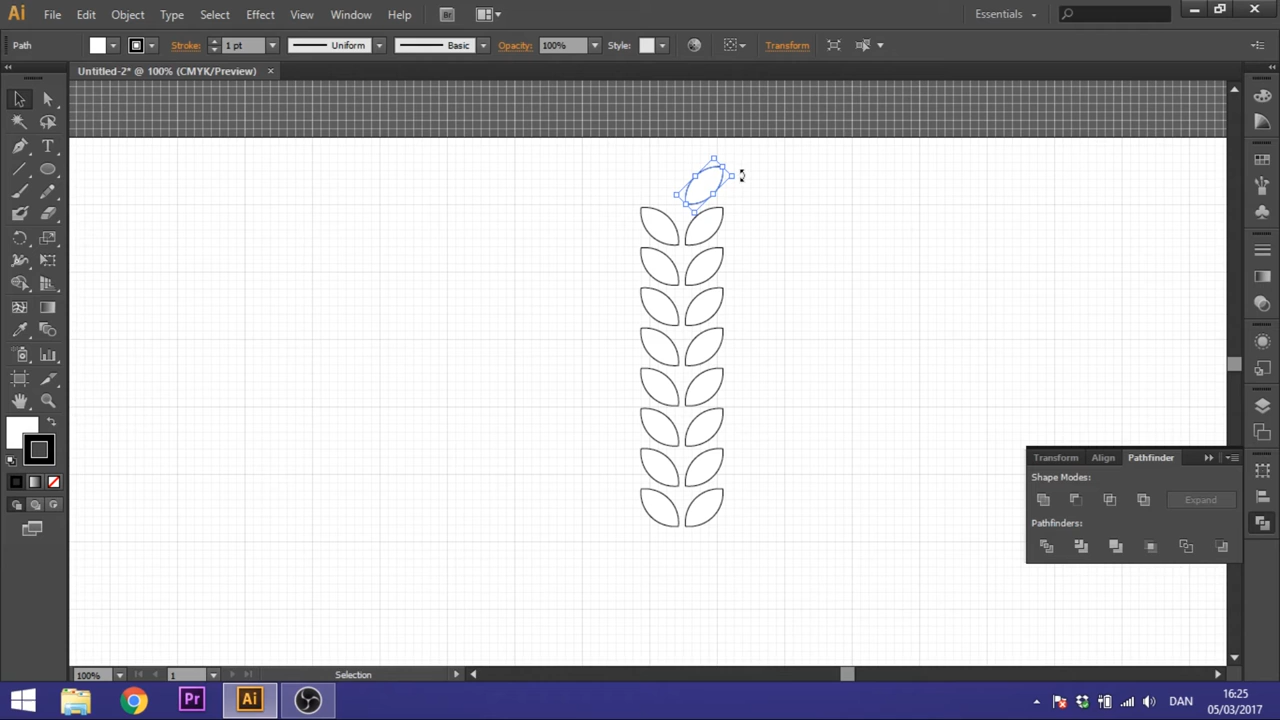 Ai File Edit Object Type Select Effect View Window Help Br Essentials
Path Stroke: 1 pt Uniform Basic Opacity: 100% Style: Transform
Untitled-2* @ 100% (CMYK/Preview) ×
T
Transform Align Pathfinder
Shape Modes:
Expand
Pathfinders:
100% 1 Selection
Pr Ai DAN 16:25
05/03/2017